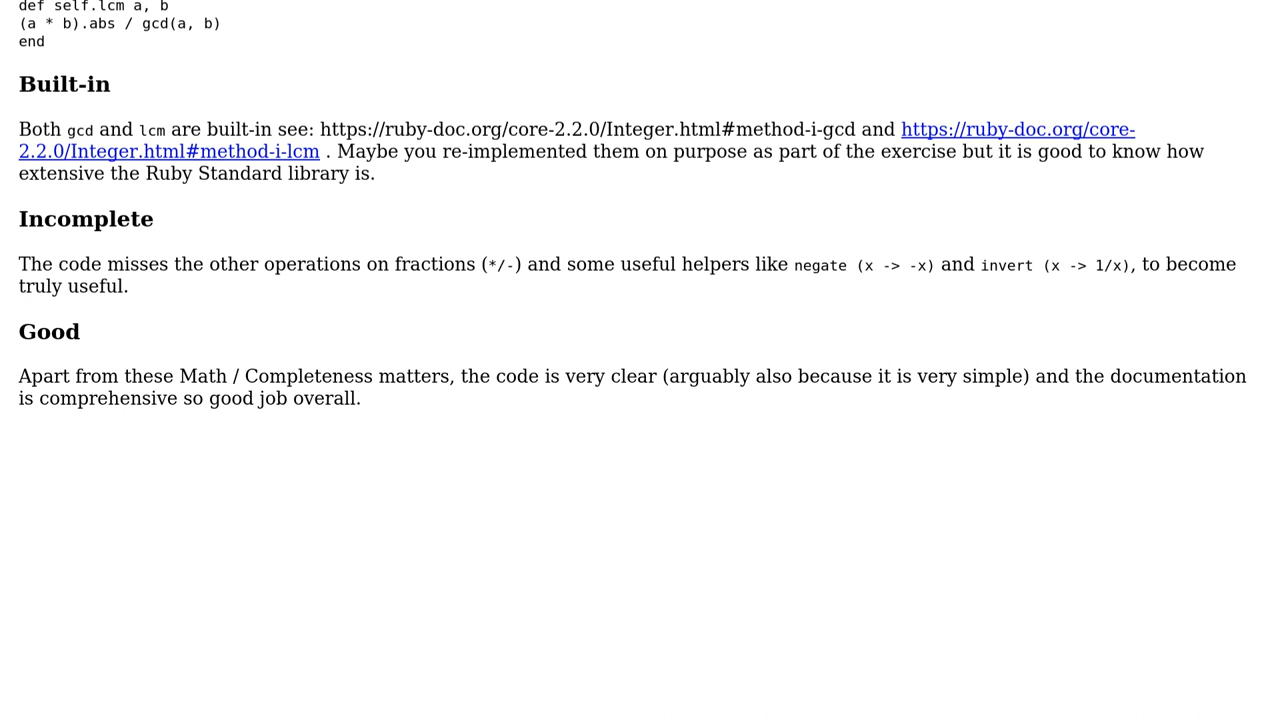 def self.lcm a, b
(a * b).abs / gcd(a, b)
end
Built-in
Both gcd and lcm are built-in see: https://ruby-doc.org/core-2.2.0/Integer.html#method-i-gcd and https://ruby-doc.org/core-
2.2.0/Integer.html#method-i-lcm . Maybe you re-implemented them on purpose as part of the exercise but it is good to know how
extensive the Ruby Standard library is.
Incomplete
The code misses the other operations on fractions (*/-) and some useful helpers like negate (x -> -x) and invert (x -> 1/x), to become
truly useful.
Good
Apart from these Math / Completeness matters, the code is very clear (arguably also because it is very simple) and the documentation
is comprehensive so good job overall.